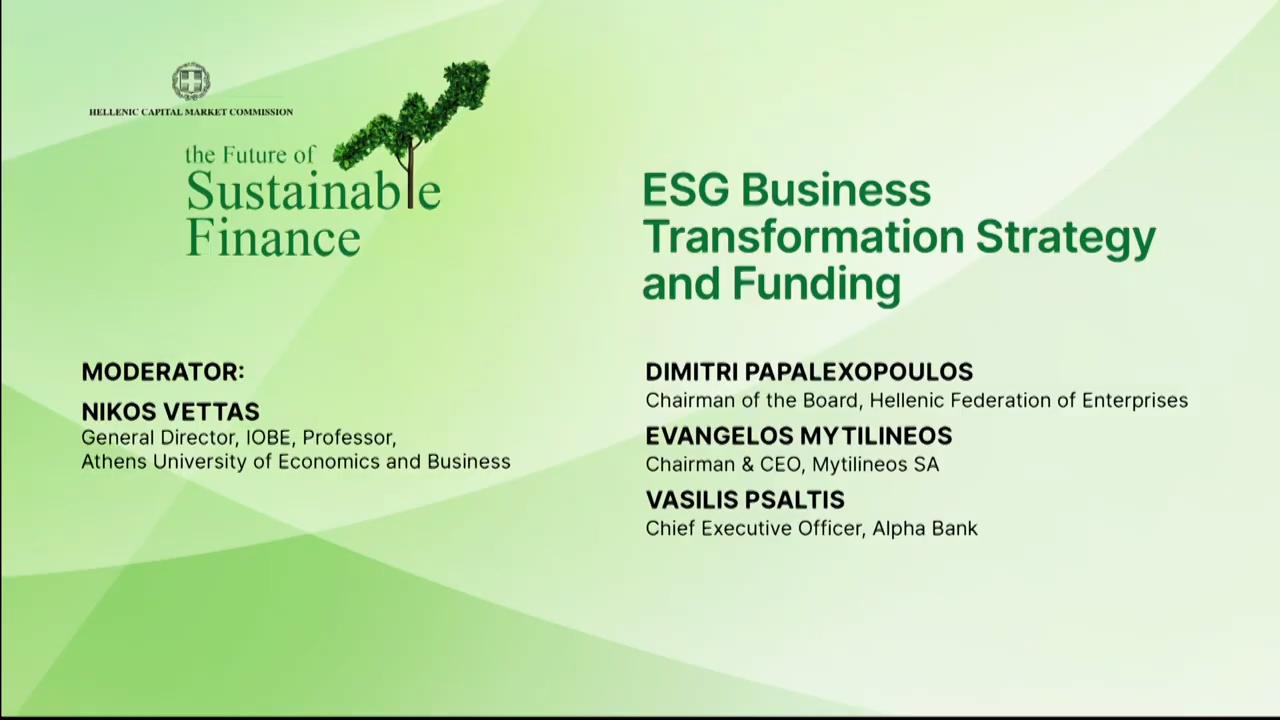 HELLENIC CAPITAL MARKET COMMISSION
the Future of
Sustainable
Finance
ESG Business
Transformation Strategy
and Funding
MODERATOR:
NIKOS VETTAS
General Director, IOBE, Professor,
Athens University of Economics and Business
DIMITRI PAPALEXOPOULOS
Chairman of the Board, Hellenic Federation of Enterprises
EVANGELOS MYTILINEOS
Chairman & CEO, Mytilineos SA
VASILIS PSALTIS
Chief Executive Officer, Alpha Bank